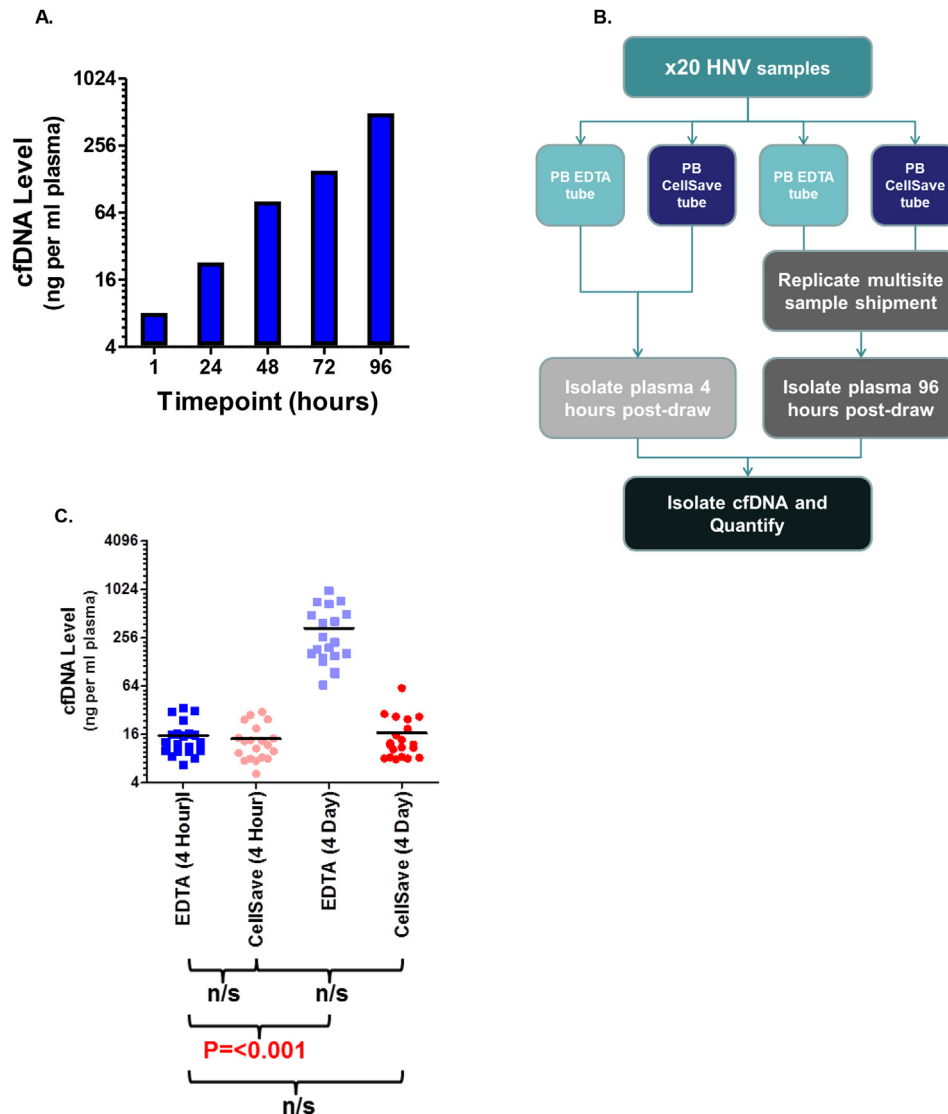 A.
cfDNA Level
(ng per ml plasma)
1024
256
64
16
4
1 24 48 72 96
Timepoint (hours)
B.
x20 HNV samples
PB EDTA
tube
PB
CellSave
tube
PB EDTA
tube
PB
CellSave
tube
Replicate multisite
sample shipment
Isolate plasma 4
hours post-draw
Isolate plasma 96
hours post-draw
Isolate cfDNA and
Quantify
C.
cfDNA Level
(ng per ml plasma)
4096
1024
256
64
16
4
EDTA (4 Hour)l
CellSave (4 Hour)
EDTA (4 Day)
CellSave (4 Day)
n/s n/s
P=<0.001
n/s